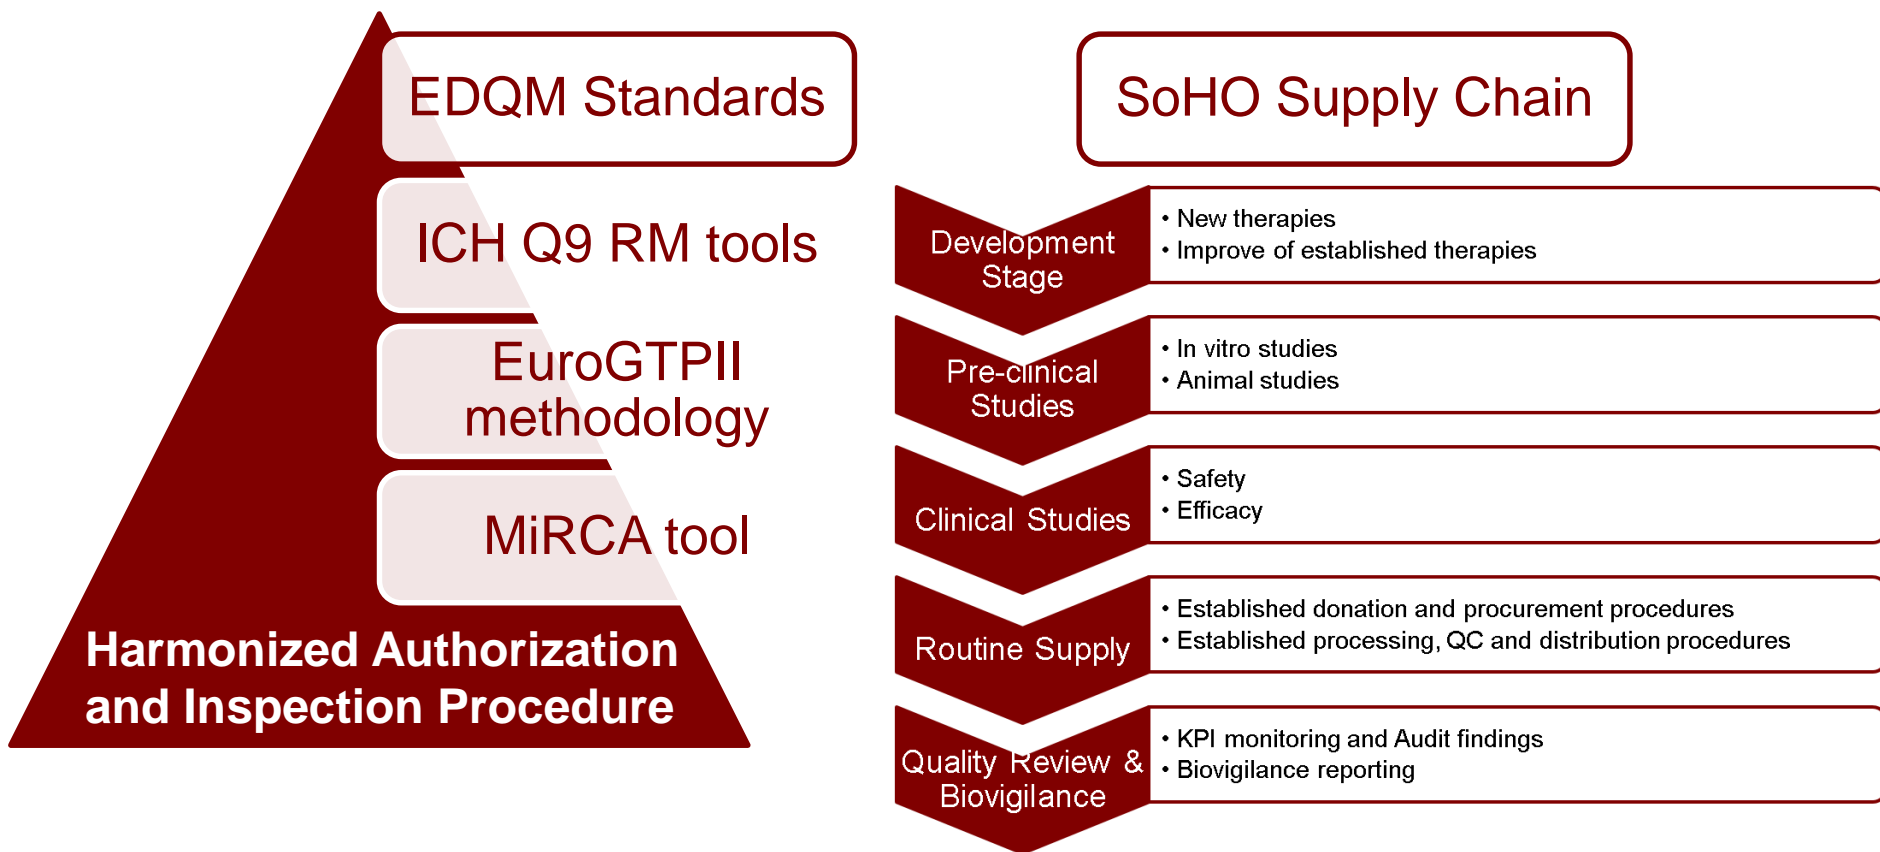 EDQM Standards
ICH Q9 RM tools
EuroGTPII
methodology
MiRCA tool
Harmonized Authorization
and Inspection Procedure
SoHO Supply Chain
Development
Stage
• New therapies
• Improve of established therapies
Pre-clinical
Studies
• In vitro studies
• Animal studies
Clinical Studies
• Safety
• Efficacy
Routine Supply
• Established donation and procurement procedures
• Established processing, QC and distribution procedures
Quality Review &
Biovigilance
• KPI monitoring and Audit findings
• Biovigilance reporting